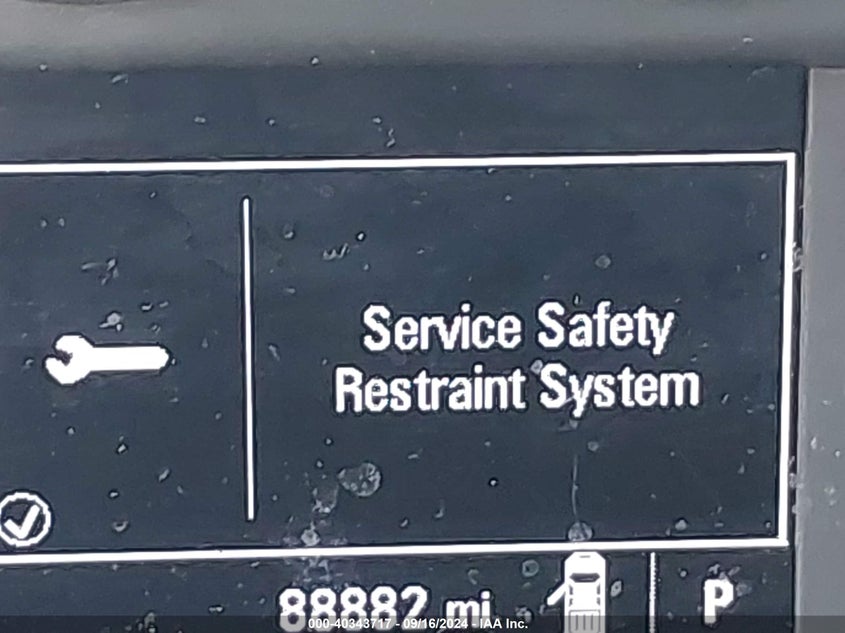 Service Safety
Restraint System
88882 mi
P
000-40343717 - 09/16/2024 - IAA Inc.